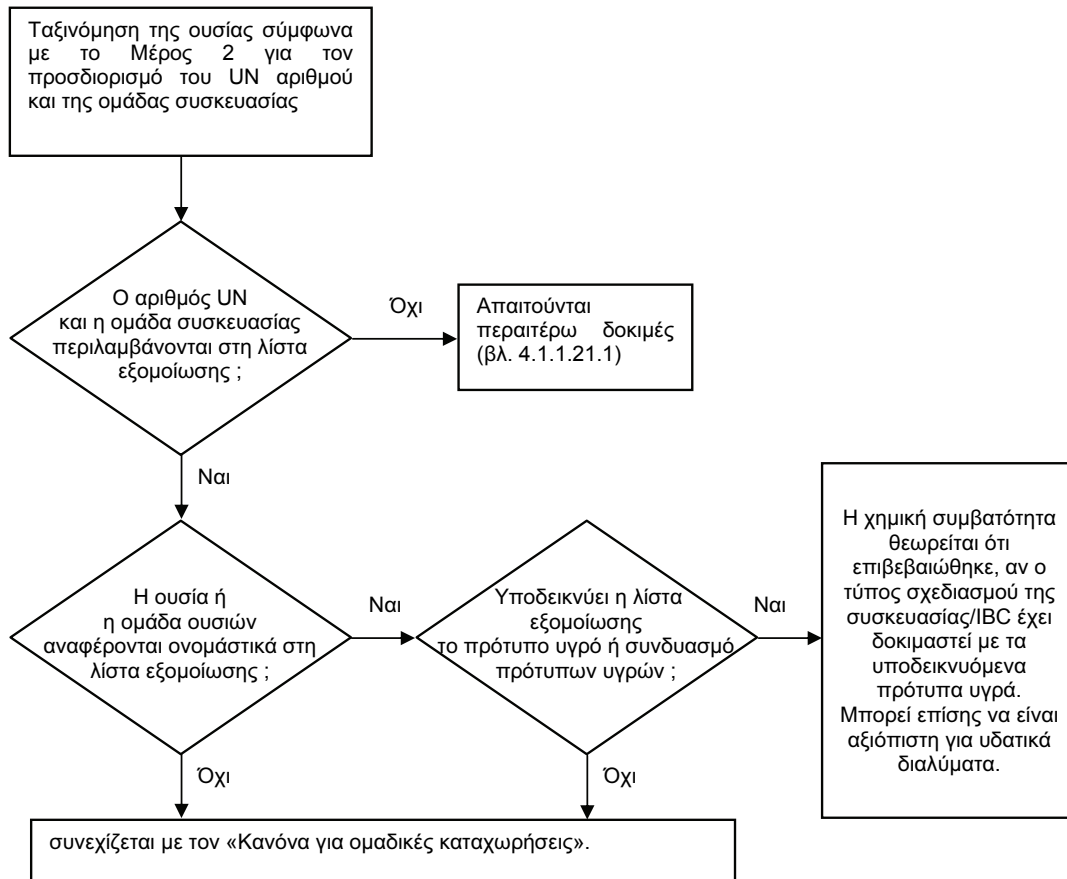 Ταξινόμηση της ουσίας σύμφωνα
με το Μέρος 2 για τον
προσδιορισμό του UN αριθμού
και της ομάδας συσκευασίας
Ο αριθμός UN
και η ομάδα συσκευασίας
περιλαμβάνονται στη λίστα
εξομοίωσης ;
Όχι
Απαιτούνται
περαιτέρω δοκιμές
(βλ. 4.1.1.21.1)
Ναι
Η ουσία ή
η ομάδα ουσιών
αναφέρονται ονομάστικά στη
λίστα εξομοίωσης ;
Ναι
Υποδεικνύει η λίστα
εξομοίωσης
το πρότυπο υγρό ή συνδυασμό
πρότυπων υγρών ;
Ναι
Η χημική συμβατότητα
θεωρείται ότι
επιβεβαιώθηκε, αν ο
τύπος σχεδιασμού της
συσκευασίας/IBC έχει
δοκιμαστεί με τα
υποδεικνυόμενα
πρότυπα υγρά.
Μπορεί επίσης να είναι
αξιόπιστη για υδατικά
διαλύματα.
Όχι
Όχι
συνεχίζεται με τον «Κανόνα για ομαδικές καταχωρήσεις».